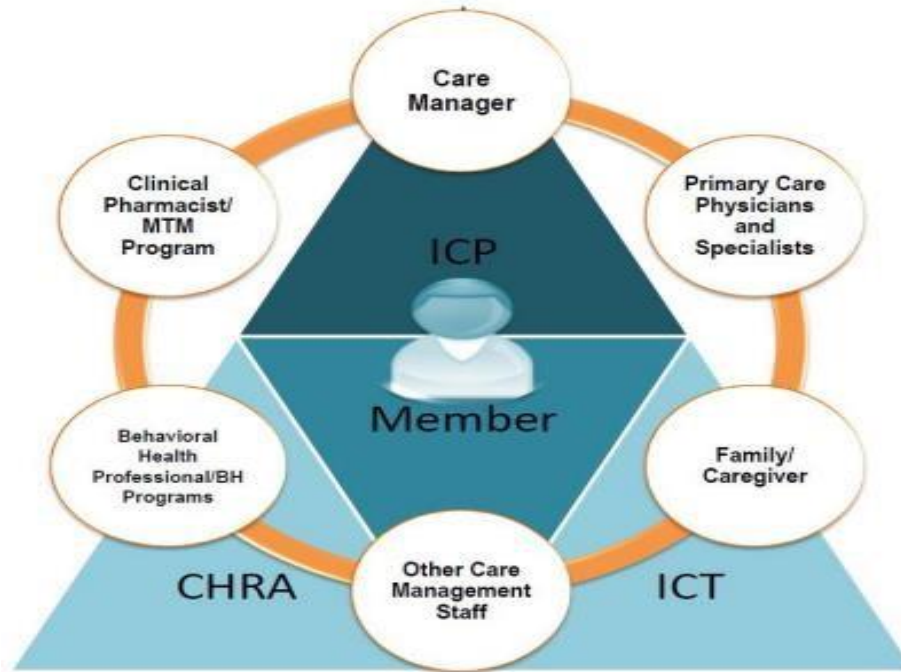 Care
Manager
Clinical
Pharmacist/
MTM
Program
Primary Care
Physicians
and
Specialists
ICP
Member
Behavioral
Health
Professional/BH
Programs
Family/
Caregiver
CHRA
Other Care
Management
Staff
ICT